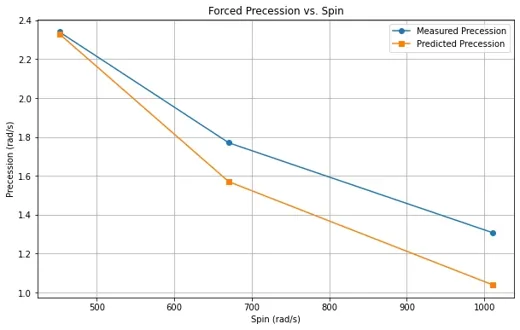 Forced Precession vs. Spin
Measured Precession
Predicted Precession
Precession (rad/s)
2.4
2.2
2.0
1.8
1.6
1.4
1.2
1.0
500 600 700 800 900 1000
Spin (rad/s)